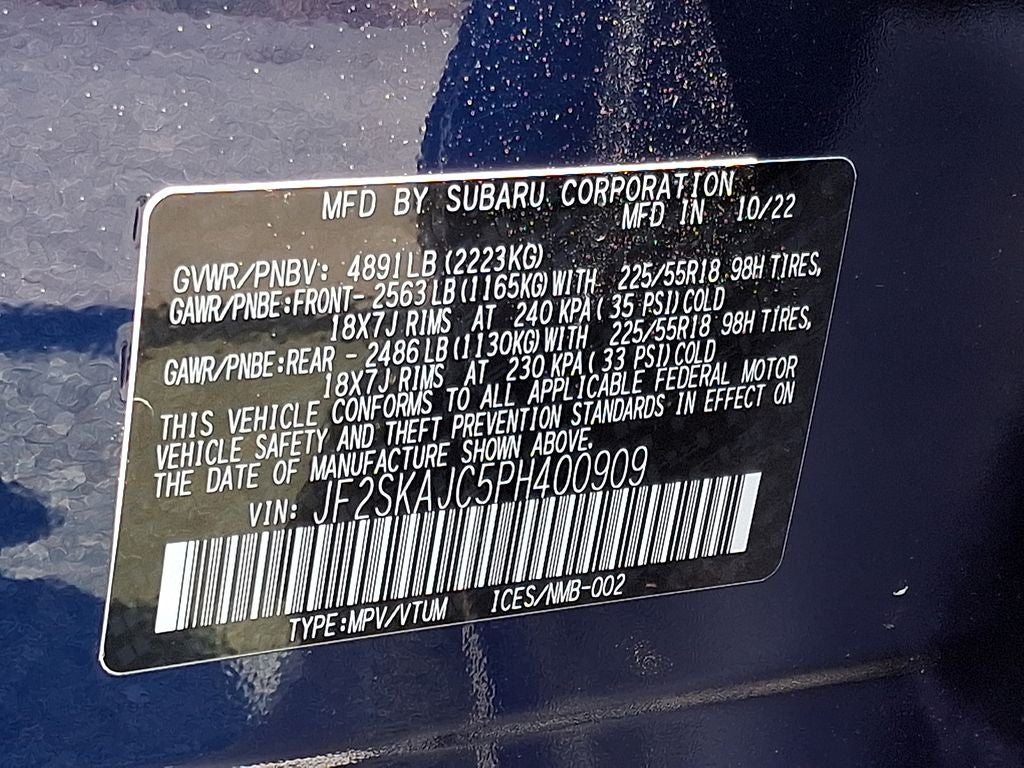 MFD BY SUBARU CORPORATION
MFD IN 10/22
GVWR/PNBV: 4891LB (2223KG)
GAWR/PNBE:FRONT- 2563LB(1165KG)WITH 225/55R18 98H TIRES,
18X7J RIMS AT 240 KPA ( 35 PSI)COLD
GAWR/PNBE:REAR - 2486LB(1130KG)WITH 225/55R18 98H TIRES,
18X7J RIMS AT 230 KPA ( 33 PSI)COLD
THIS VEHICLE CONFORMS TO ALL APPLICABLE FEDERAL MOTOR
VEHICLE SAFETY AND THEFT PREVENTION STANDARDS IN EFFECT ON
THE DATE OF MANUFACTURE SHOWN ABOVE.
VIN: JF2SKAJC5PH400909
TYPE:MPV/VTUM ICES/NMB-002